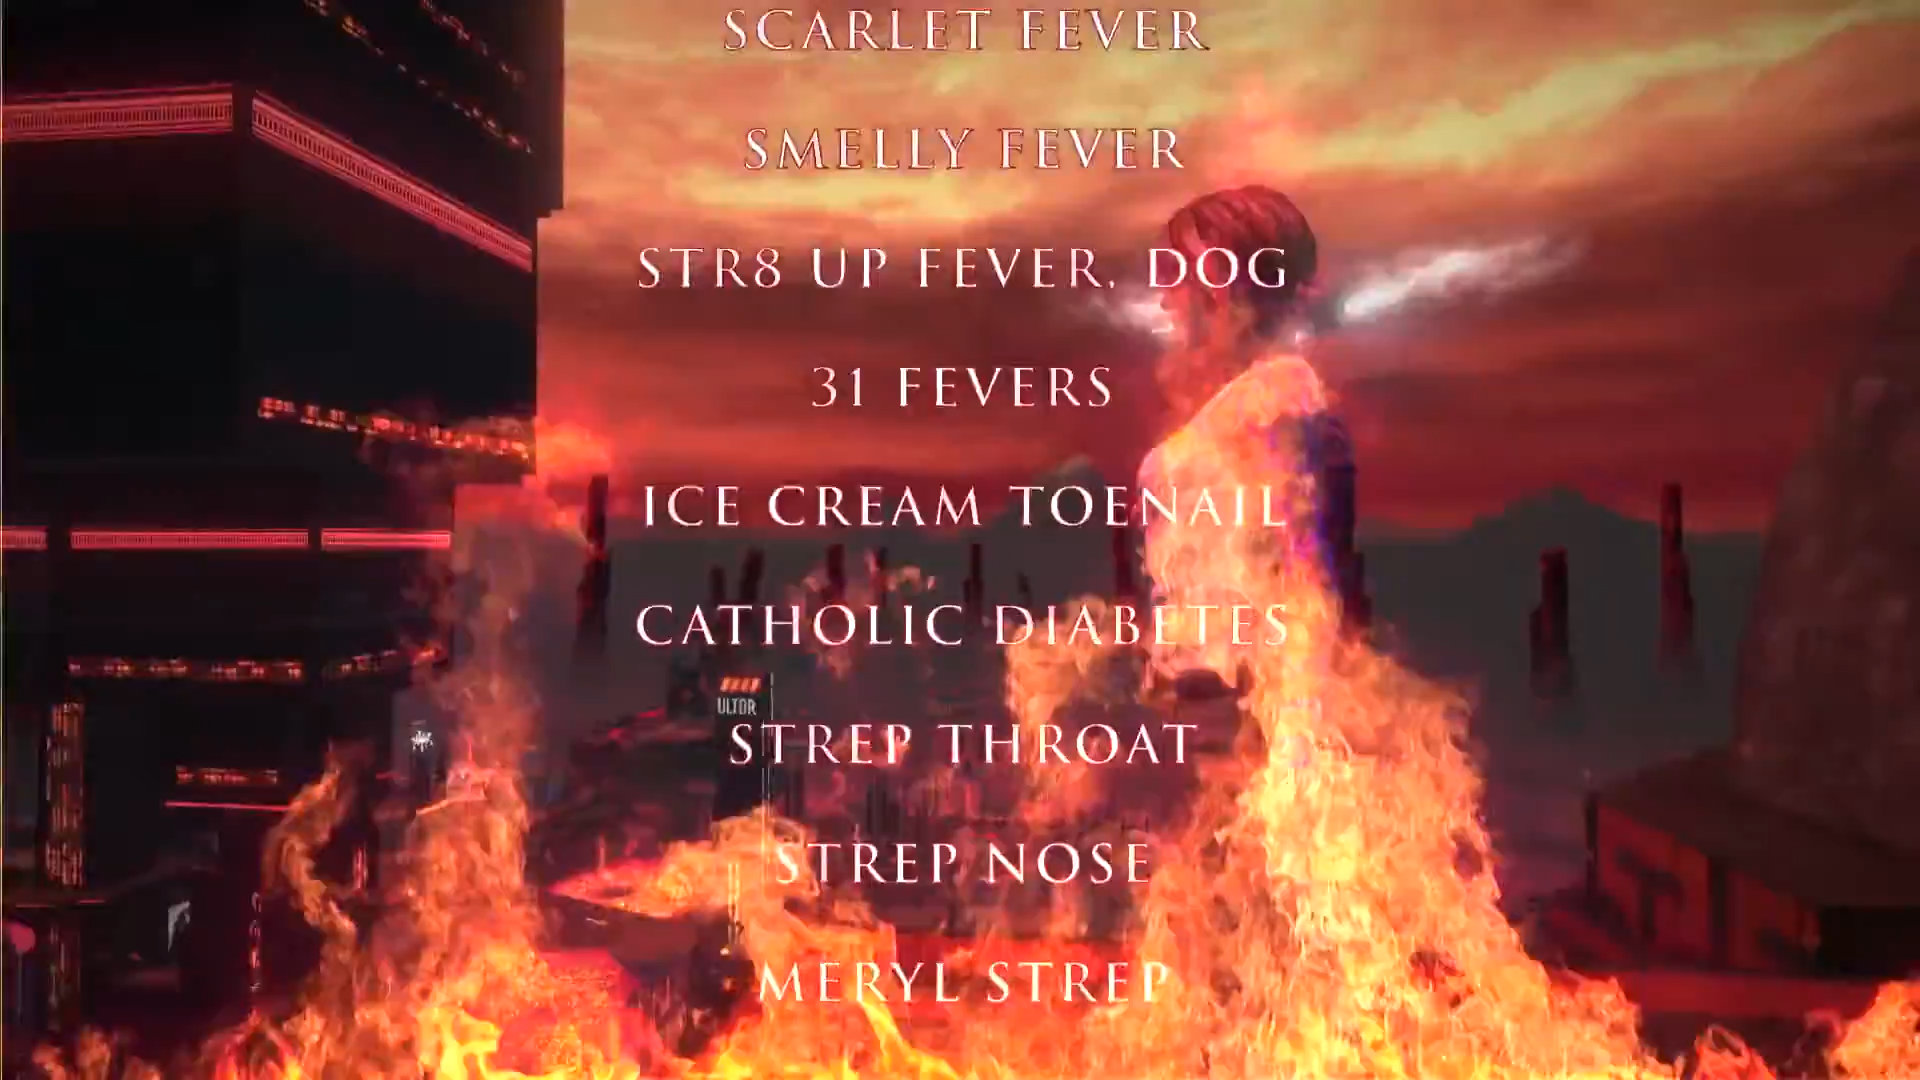 SCARLET FEVER
SMELLY FEVER
STR8 UP FEVER, DOG
31 FEVERS
ICE CREAM TOENAIL
CATHOLIC DIABETES
ULTOR
STREP THROAT
STREP NOSE
MERYL STREP